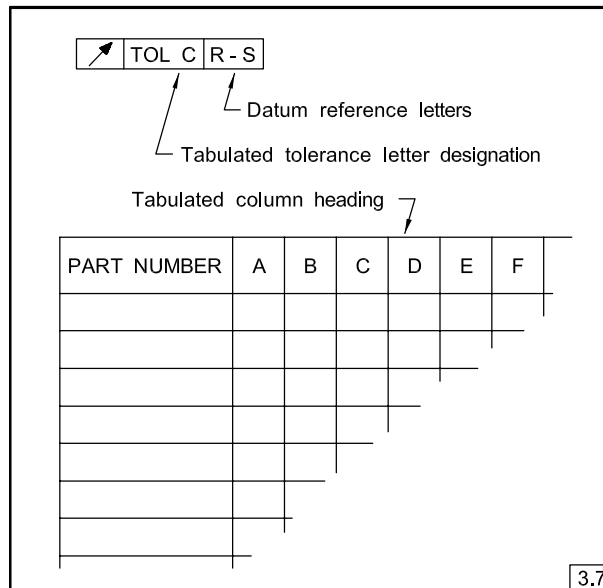 TOL C R - S
Datum reference letters
Tabulated tolerance letter designation
Tabulated column heading
PART NUMBER A B C D E F
3.7